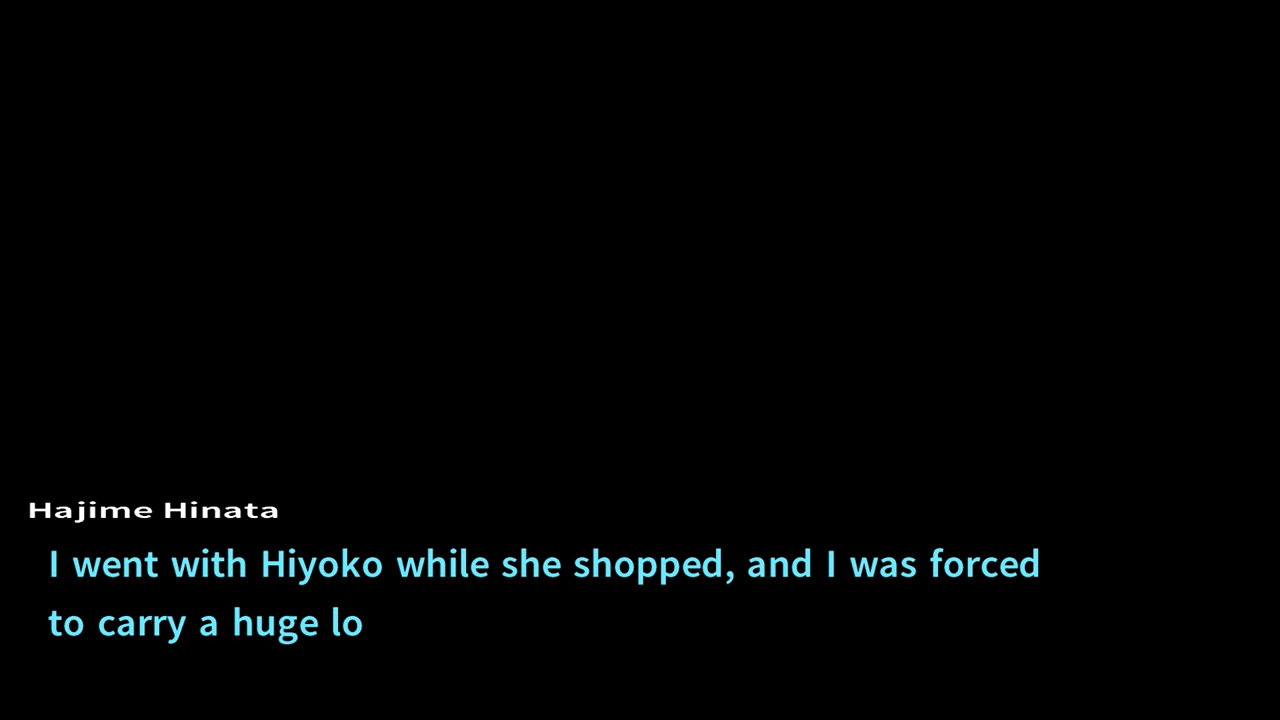 Hajime Hinata
I went with Hiyoko while she shopped, and I was forced
to carry a huge lo